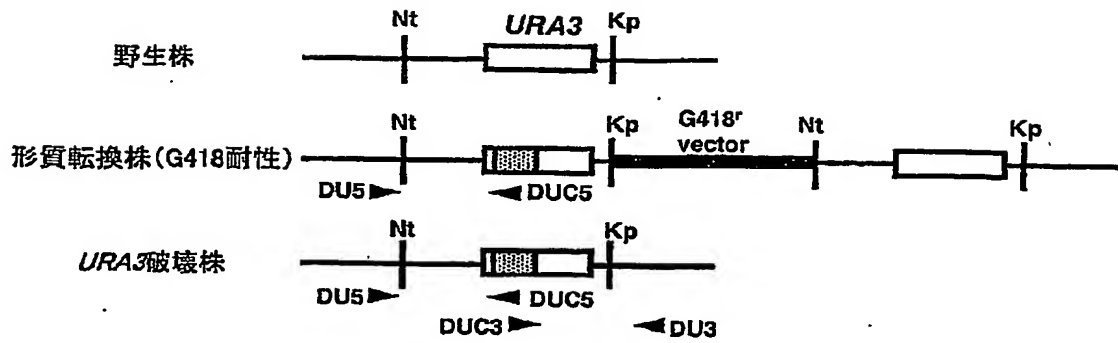 Nt URA3 Kp
野生株
Nt Kp G418r vector Nt Kp
形質転換株(G418耐性)
DU5 DUC5
Nt Kp
URA3破壊株
DU5 DUC5
DUC3 DU3